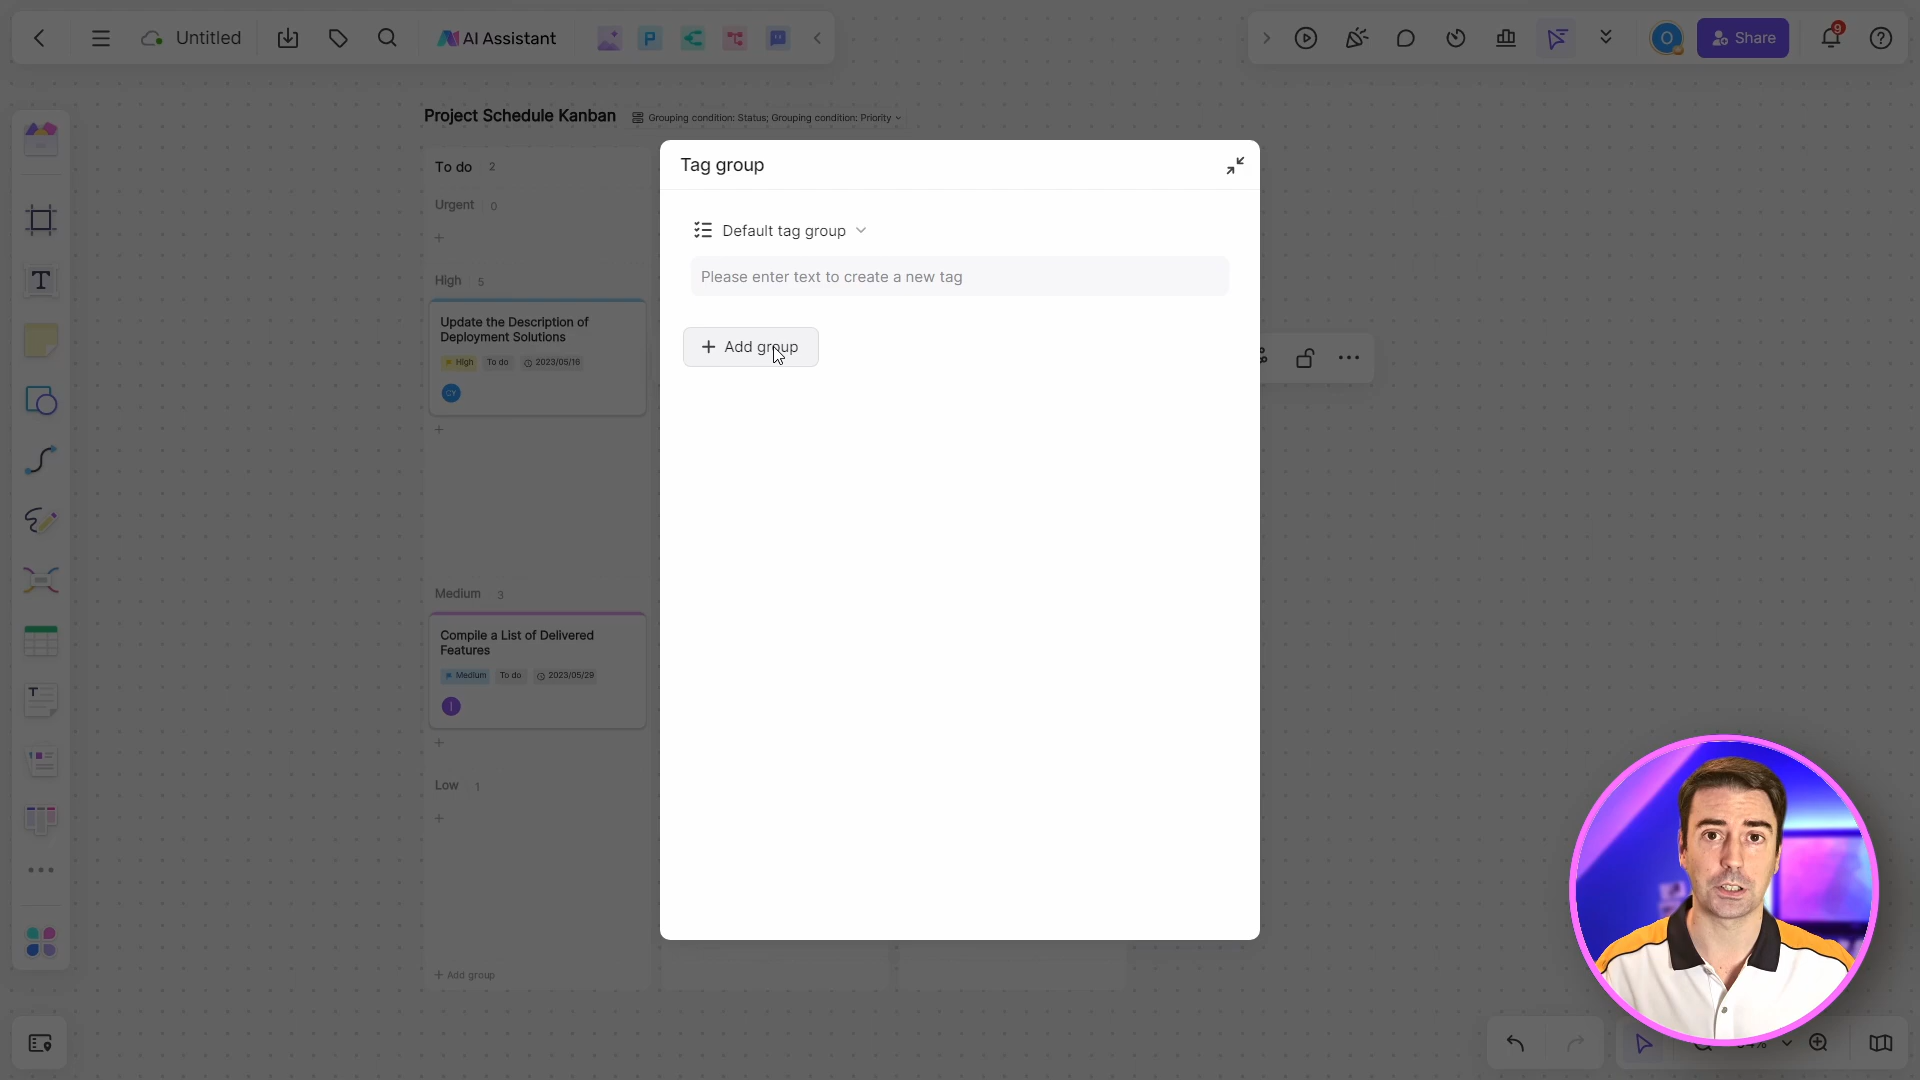 Untitled
AI Assistant
P
O
Share
9
Project Schedule Kanban
Grouping condition: Status; Grouping condition: Priority
To do 2
Urgent 0
High 5
Update the Description of
Deployment Solutions
High To do 2023/05/16
CY
Medium 3
Compile a List of Delivered
Features
Medium To do 2023/05/29
I
Low 1
+ Add group
Tag group
Default tag group
Please enter text to create a new tag
+ Add group
T
T